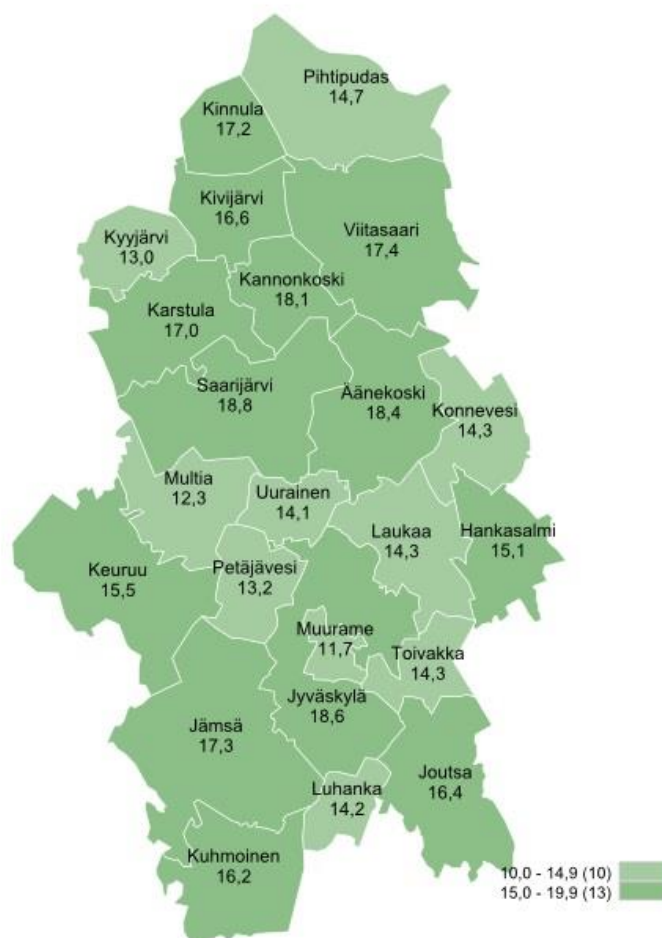 Pihtipudas
14,7
Kinnula
17,2
Kivijärvi
16,6
Viitasaari
17,4
Kyyjärvi
13,0
Kannonkoski
18,1
Karstula
17,0
Saarijärvi
18,8
Äänekoski
18,4
Konnevesi
14,3
Multia
12,3
Uurainen
14,1
Laukaa
14,3
Hankasalmi
15,1
Keuruu
15,5
Petäjävesi
13,2
Muurame
11,7
Toivakka
14,3
Jyväskylä
18,6
Jämsä
17,3
Joutsa
16,4
Luhanka
14,2
Kuhmoinen
16,2
10,0 - 14,9 (10)
15,0 - 19,9 (13)